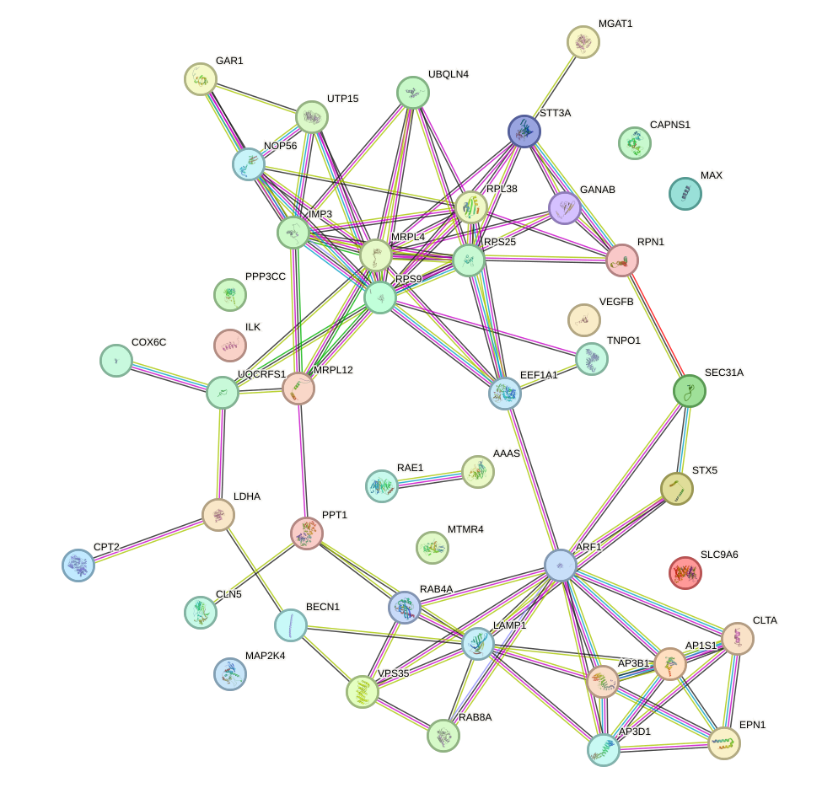 MGAT1
GAR1
UBQLN4
UTP15
STT3A
CAPNS1
NOP56
MAX
RPL38
GANAB
IMP3
MRPL4
RPS25
RPN1
PPP3CC
RPS9
VEGFB
ILK
COX6C
TNPO1
UQCRFS1
MRPL12
EEF1A1
SEC31A
AAAS
RAE1
STX5
LDHA
PPT1
MTMR4
CPT2
ARF1
SLC9A6
CLN5
BECN1
RAB4A
LAMP1
CLTA
AP1S1
MAP2K4
AP3B1
VPS35
RAB8A
EPN1
AP3D1